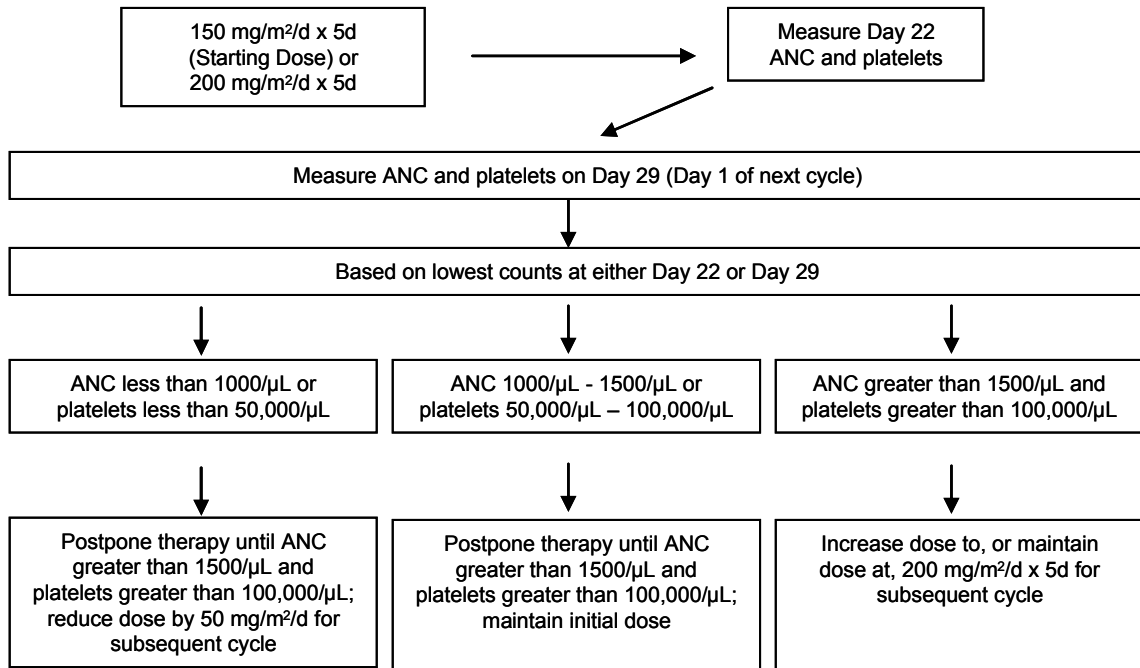 150 mg/m²/d x 5d
(Starting Dose) or
200 mg/m²/d x 5d
Measure Day 22
ANC and platelets
Measure ANC and platelets on Day 29 (Day 1 of next cycle)
Based on lowest counts at either Day 22 or Day 29
ANC less than 1000/µL or
platelets less than 50,000/µL
ANC 1000/µL - 1500/µL or
platelets 50,000/µL – 100,000/µL
ANC greater than 1500/µL and
platelets greater than 100,000/µL
Postpone therapy until ANC
greater than 1500/µL and
platelets greater than 100,000/µL;
reduce dose by 50 mg/m²/d for
subsequent cycle
Postpone therapy until ANC
greater than 1500/µL and
platelets greater than 100,000/µL;
maintain initial dose
Increase dose to, or maintain
dose at, 200 mg/m²/d x 5d for
subsequent cycle